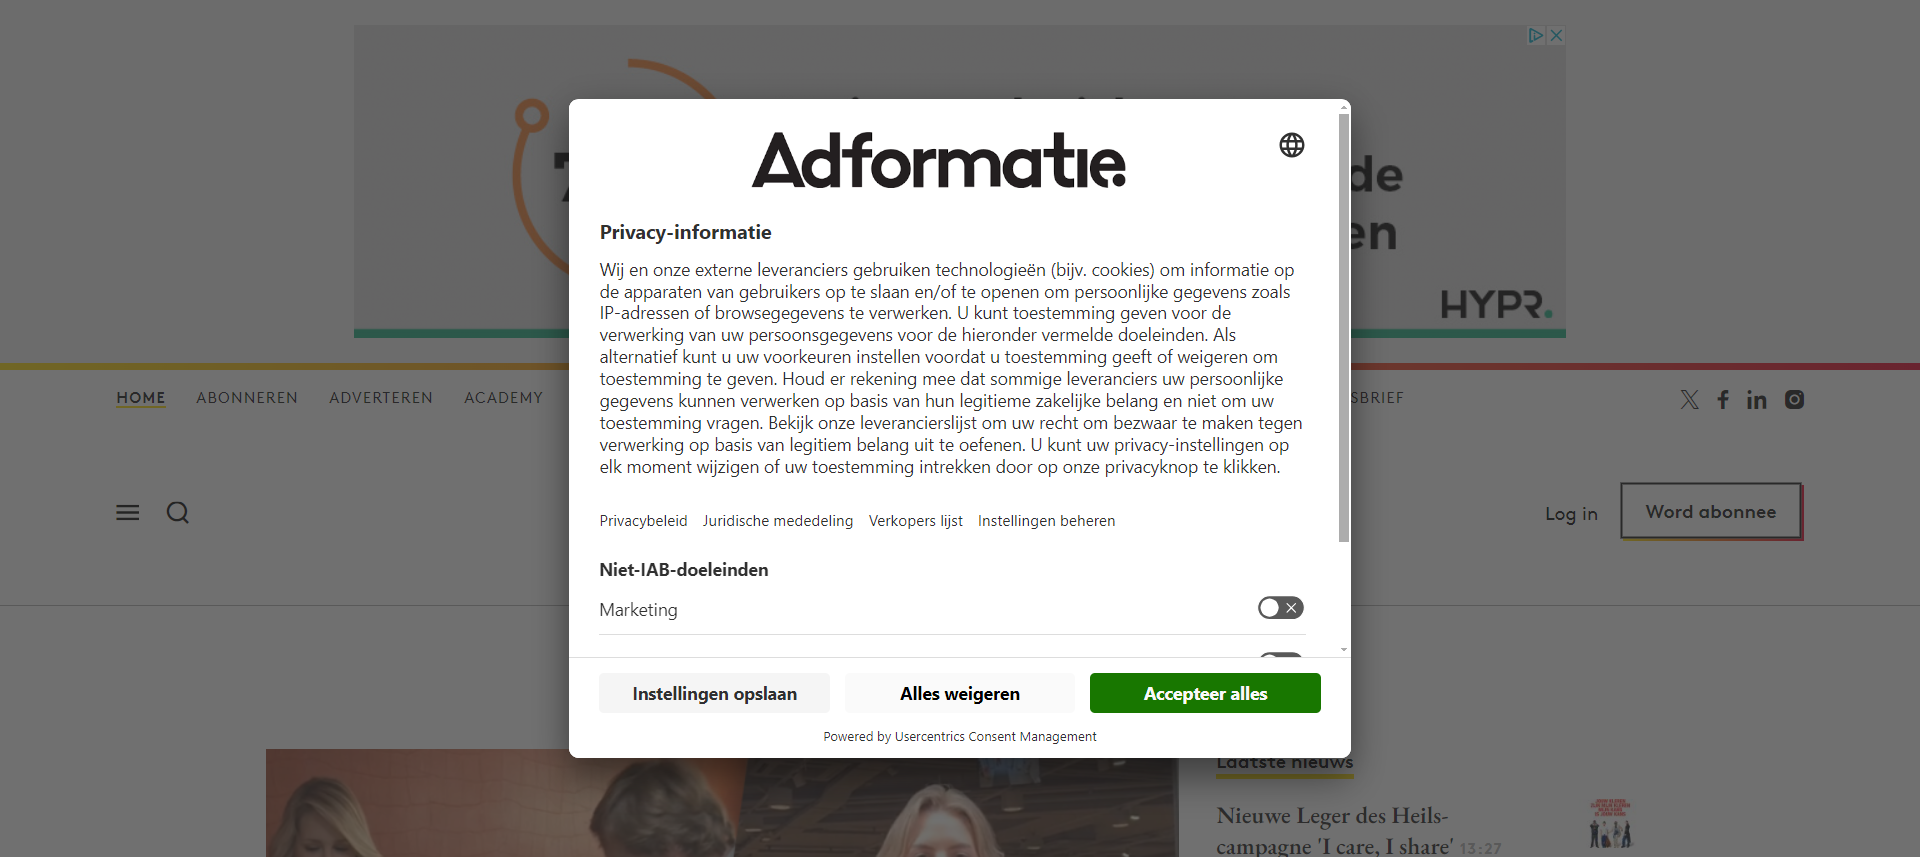 de
en
HYPR.
HOME ABONNEREN ADVERTEREN ACADEMY SBRIEF
Log in
Word abonnee
Adformatie.
Privacy-informatie
Wij en onze externe leveranciers gebruiken technologieën (bijv. cookies) om informatie op
de apparaten van gebruikers op te slaan en/of te openen om persoonlijke gegevens zoals
IP-adressen of browsegegevens te verwerken. U kunt toestemming geven voor de
verwerking van uw persoonsgegevens voor de hieronder vermelde doeleinden. Als
alternatief kunt u uw voorkeuren instellen voordat u toestemming geeft of weigeren om
toestemming te geven. Houd er rekening mee dat sommige leveranciers uw persoonlijke
gegevens kunnen verwerken op basis van hun legitieme zakelijke belang en niet om uw
toestemming vragen. Bekijk onze leverancierslijst om uw recht om bezwaar te maken tegen
verwerking op basis van legitiem belang uit te oefenen. U kunt uw privacy-instellingen op
elk moment wijzigen of uw toestemming intrekken door op onze privacyknop te klikken.
Privacybeleid Juridische mededeling Verkopers lijst Instellingen beheren
Niet-IAB-doeleinden
Marketing
Instellingen opslaan
Alles weigeren
Accepteer alles
Powered by Usercentrics Consent Management
Laatste nieuws
Nieuwe Leger des Heils-
campagne 'I care, I share' 13:27